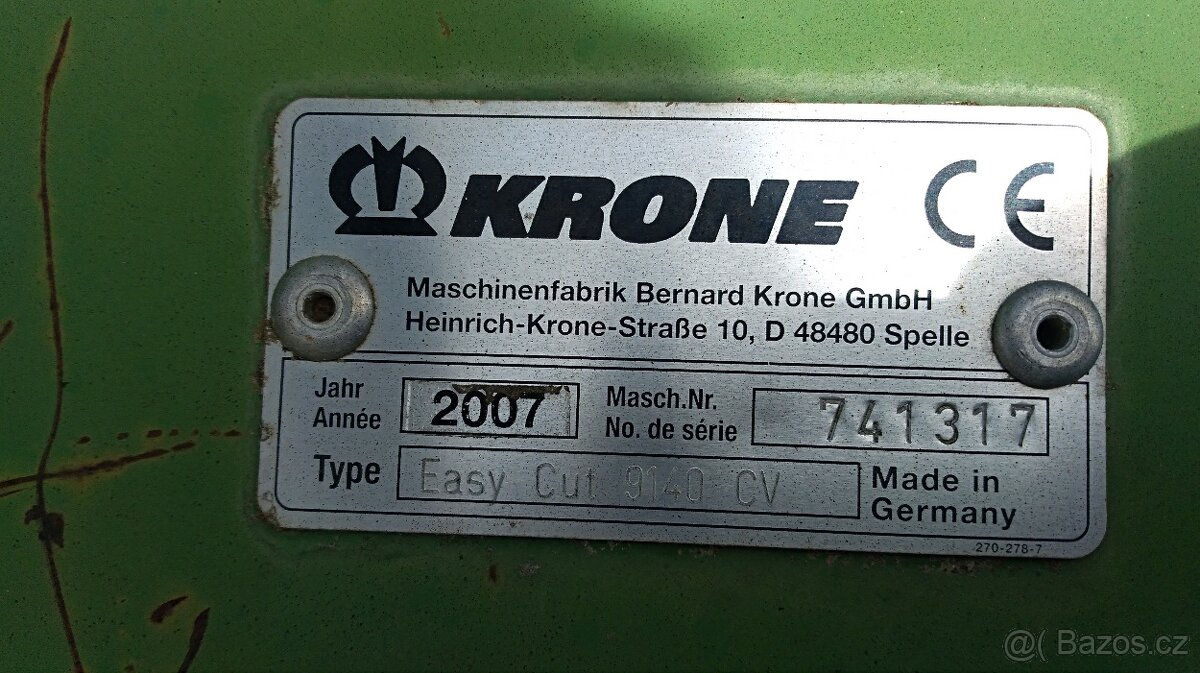 KRONE CE
Maschinenfabrik Bernard Krone GmbH
Heinrich-Krone-Straße 10, D 48480 Spelle
Jahr
Année
2007
Masch.Nr.
No. de série
741317
Type
Easy Cut 9140 CV
Made in
Germany
270-278-7
@( Bazos.cz